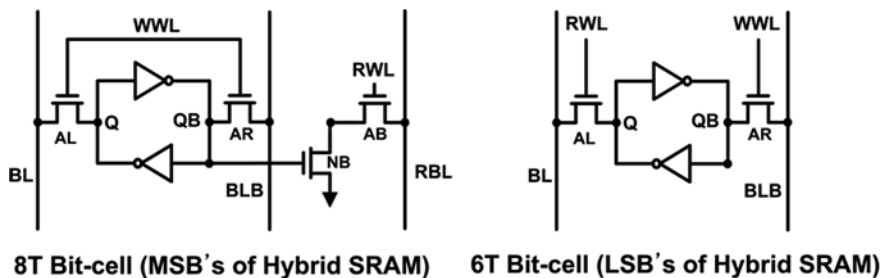 WWL
RWL
AL
Q
QB
AR
AB
NB
BL
BLB
RBL
8T Bit-cell (MSB's of Hybrid SRAM)
RWL
WWL
AL
Q
QB
AR
BL
BLB
6T Bit-cell (LSB's of Hybrid SRAM)